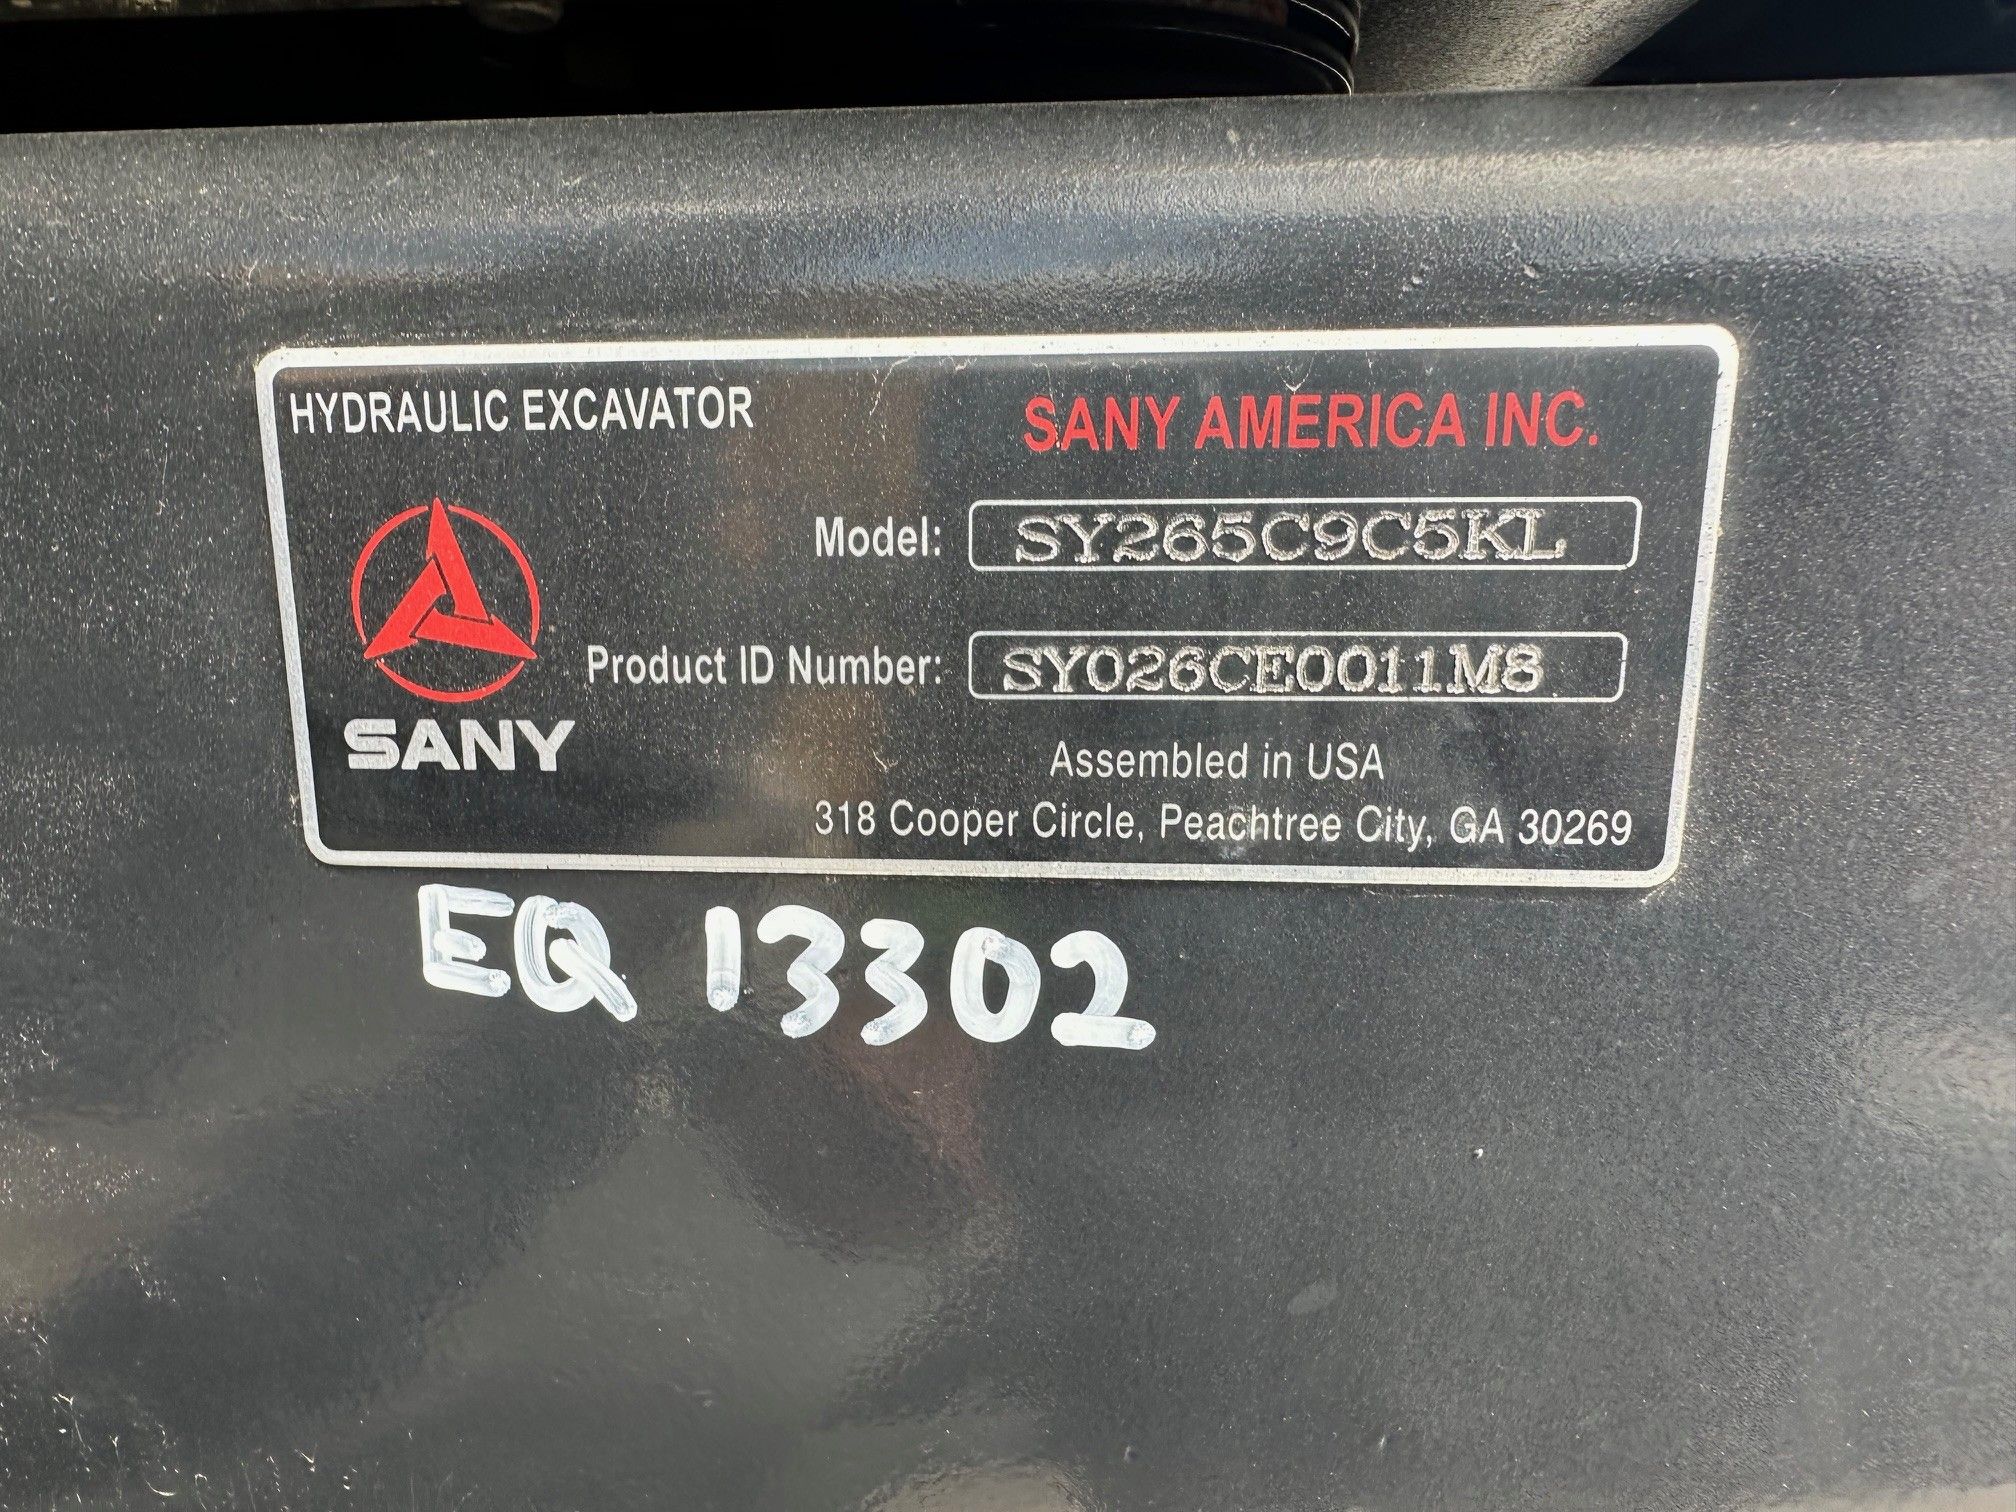 HYDRAULIC EXCAVATOR
SANY AMERICA INC.
Model: SY265C9C5KL
Product ID Number: SY026CE0011M8
SANY
Assembled in USA
318 Cooper Circle, Peachtree City, GA 30269
EQ 13302